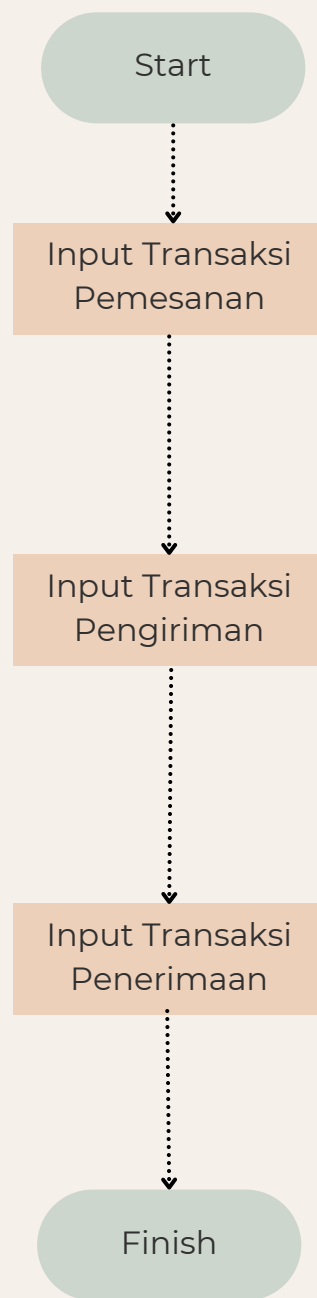 Start
Input Transaksi
Pemesanan
Input Transaksi
Pengiriman
Input Transaksi
Penerimaan
Finish